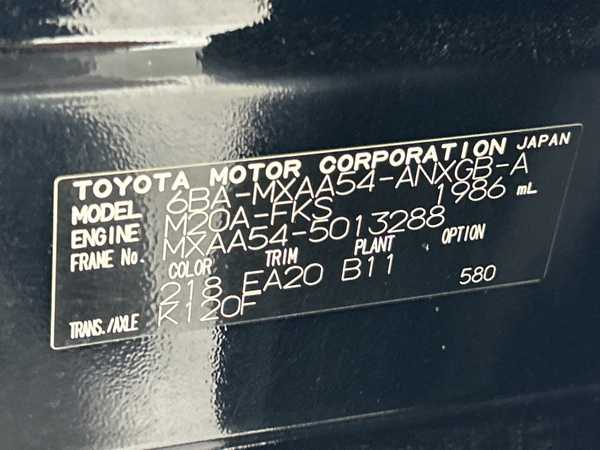 TOYOTA MOTOR CORPORATION JAPAN
MODEL 6BA-MXAA54-ANXGB-A
ENGINE M20A-FKS 1986 mL
FRAME No. MXAA54-5013288
COLOR TRIM PLANT OPTION
218 EA20 B11 580
TRANS./AXLE K120F